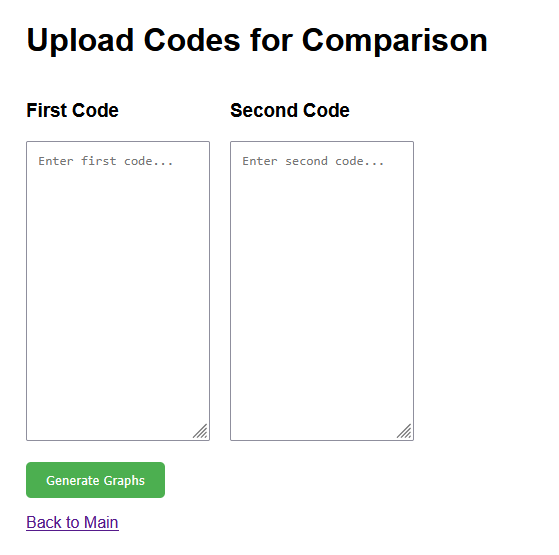 Upload Codes for Comparison
First Code
Second Code
Enter first code...
Enter second code...
Generate Graphs
Back to Main